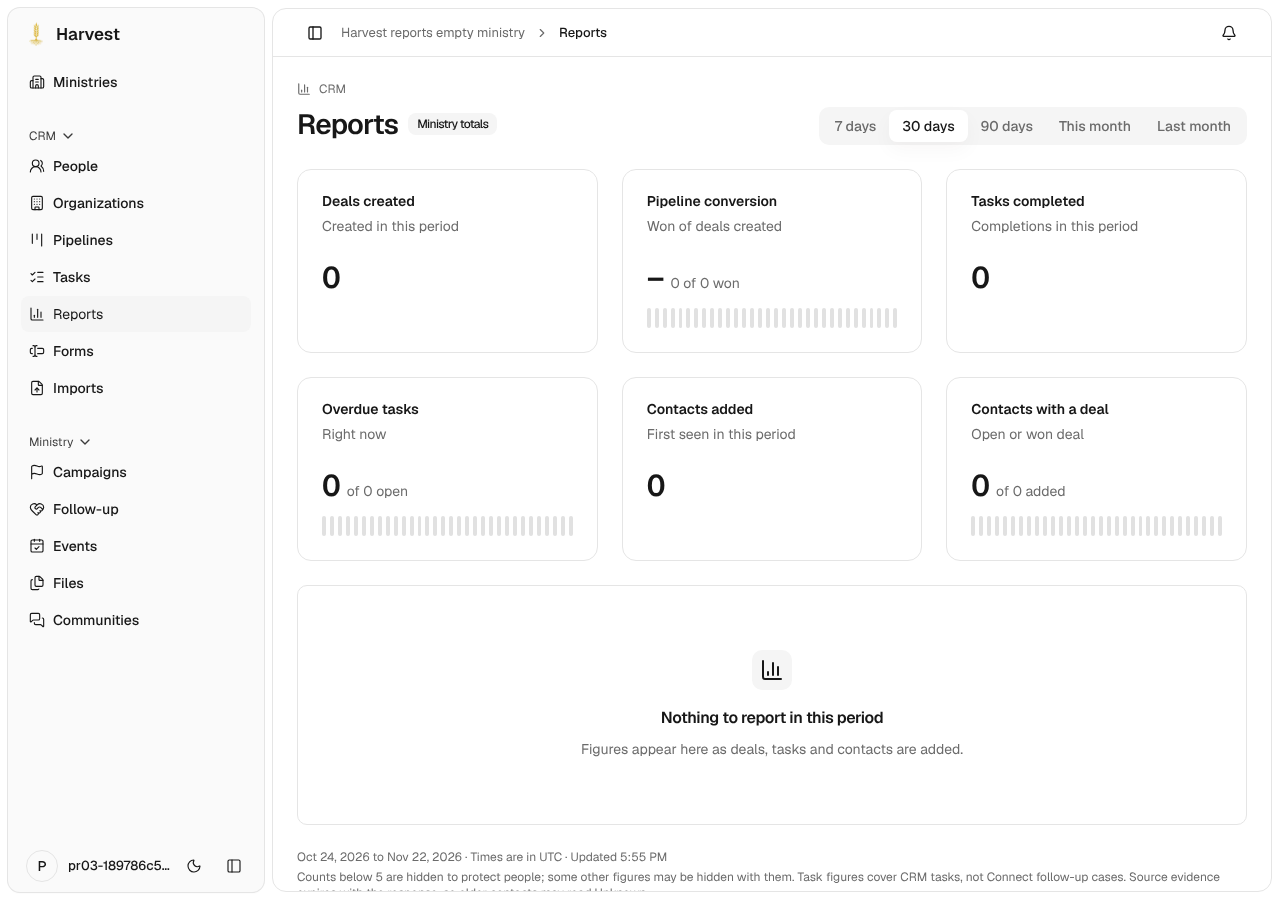 Harvest
Ministries
CRM
People
Organizations
Pipelines
Tasks
Reports
Forms
Imports
Ministry
Campaigns
Follow-up
Events
Files
Communities
P pr03-189786c5…
Harvest reports empty ministry > Reports
CRM
Reports Ministry totals
7 days 30 days 90 days This month Last month
Deals created
Created in this period
0
Pipeline conversion
Won of deals created
– 0 of 0 won
Tasks completed
Completions in this period
0
Overdue tasks
Right now
0 of 0 open
Contacts added
First seen in this period
0
Contacts with a deal
Open or won deal
0 of 0 added
Nothing to report in this period
Figures appear here as deals, tasks and contacts are added.
Oct 24, 2026 to Nov 22, 2026 · Times are in UTC · Updated 5:55 PM
Counts below 5 are hidden to protect people; some other figures may be hidden with them. Task figures cover CRM tasks, not Connect follow-up cases. Source evidence